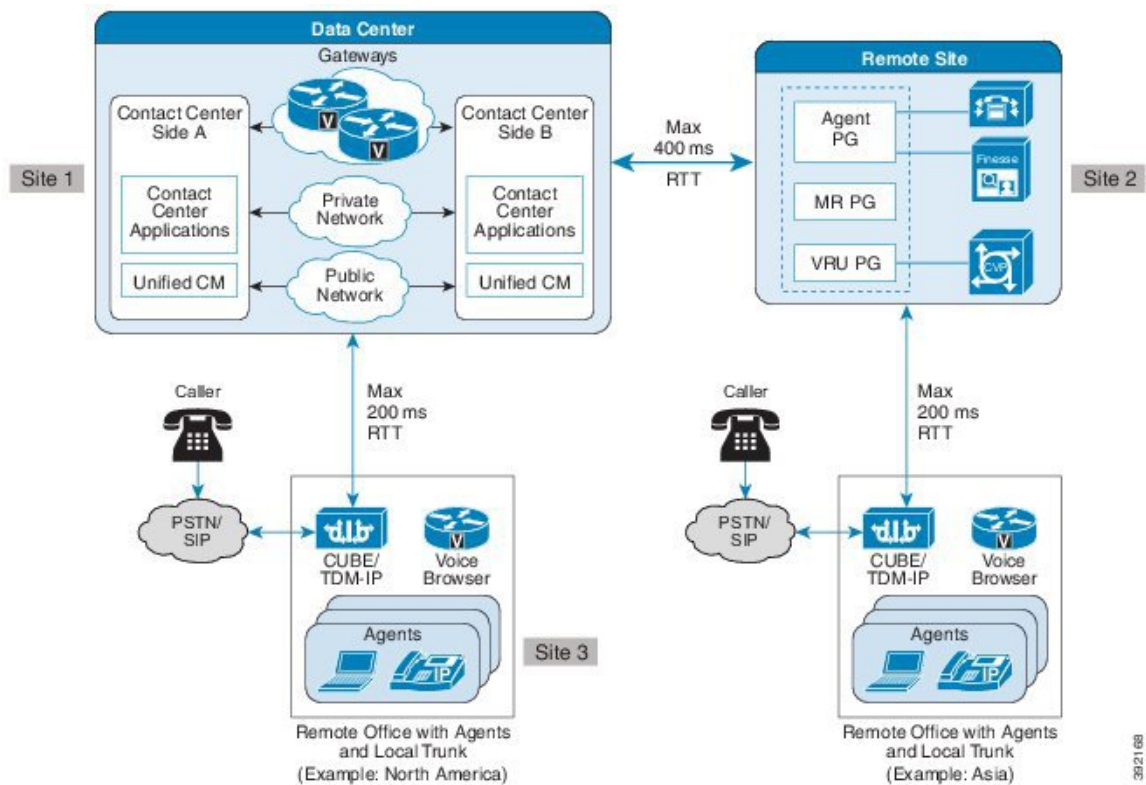 Data Center
Gateways
Contact Center
Side A
V
V
Contact Center
Side B
Contact
Center
Applications
Private
Network
Contact
Center
Applications
Unified CM
Public
Network
Unified CM
Site 1
Max
400 ms
RTT
Remote Site
Agent
PG
MR PG
VRU PG
Finesse
CVP
Site 2
Caller
Max
200 ms
RTT
PSTN/
SIP
CUBE/
TDM-IP
V
Voice
Browser
Agents
IP
Site 3
Remote Office with Agents
and Local Trunk
(Example: North America)
Caller
Max
200 ms
RTT
PSTN/
SIP
CUBE/
TDM-IP
V
Voice
Browser
Agents
IP
Remote Office with Agents
and Local Trunk
(Example: Asia)
392168